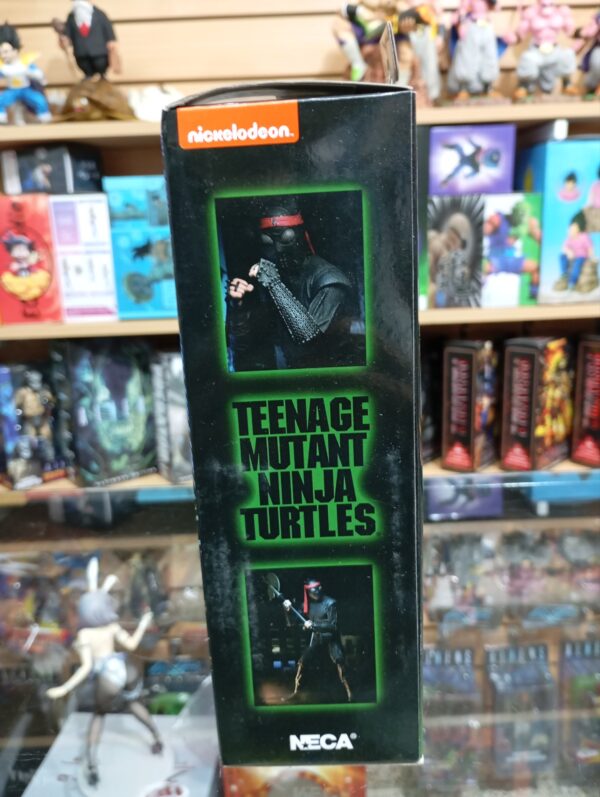 nickelodeon
TEENAGE
MUTANT
NINJA
TURTLES
NECA®